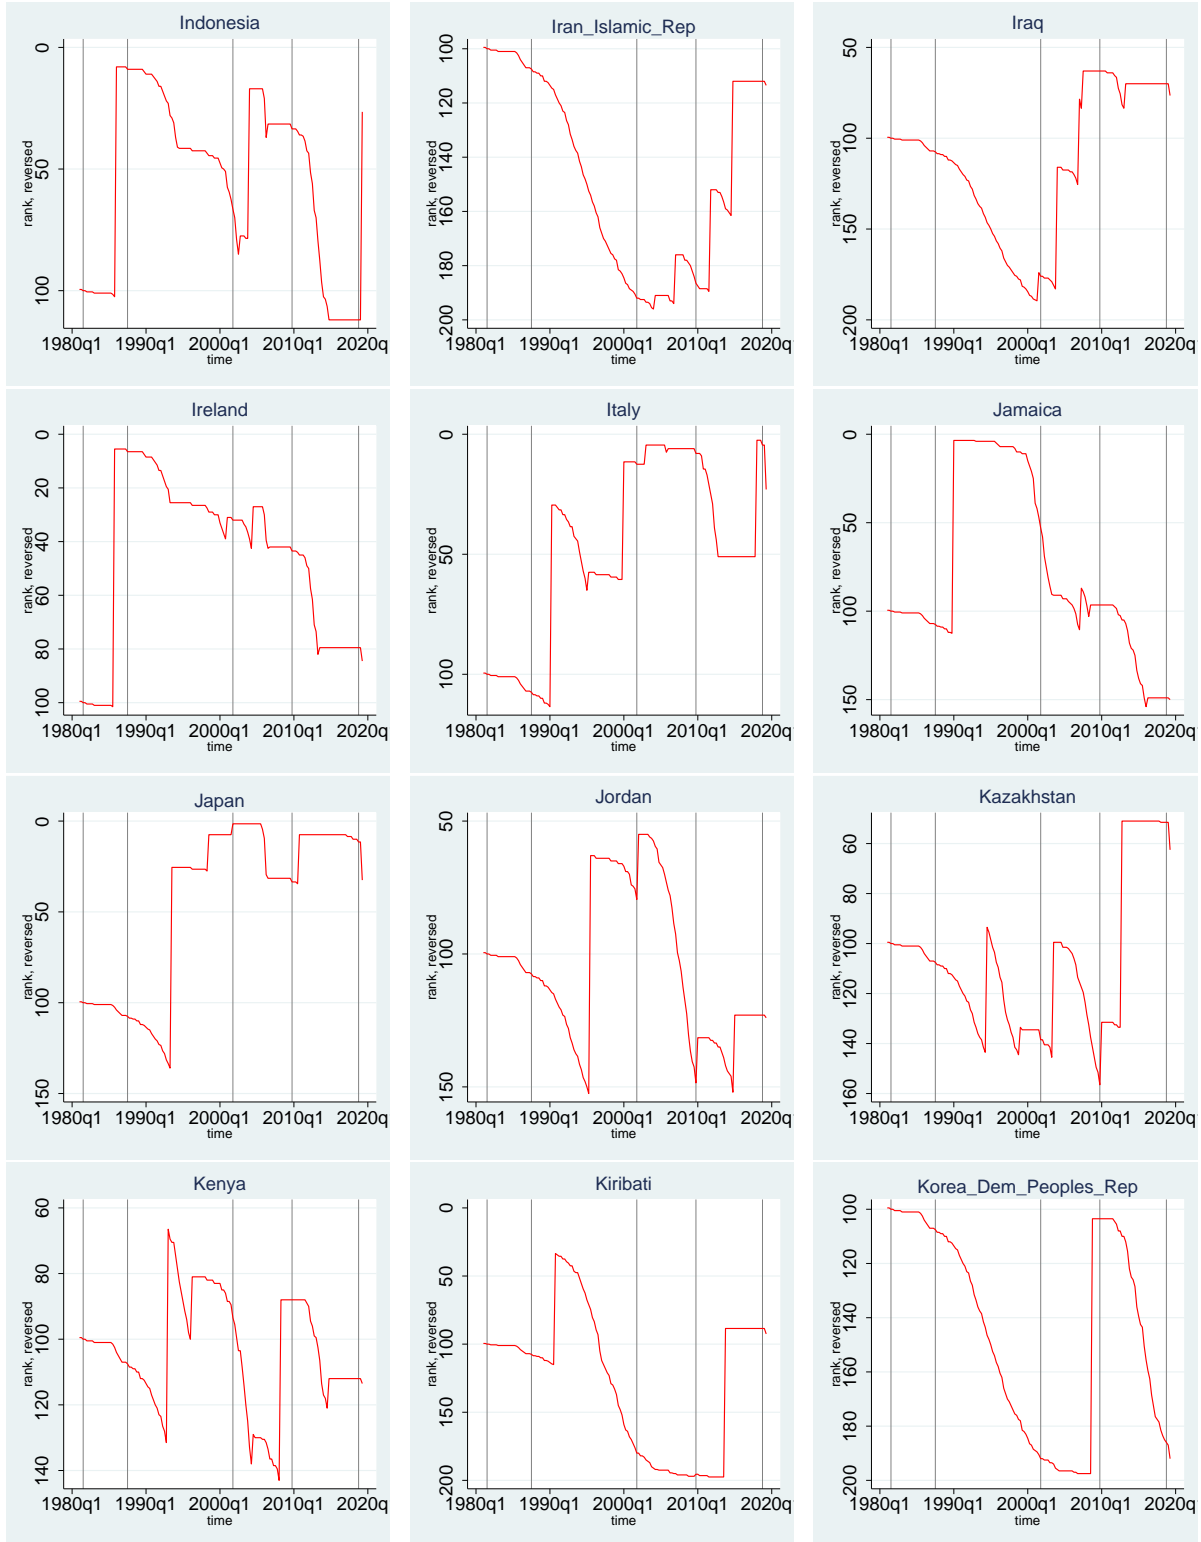 Indonesia
rank, reversed
0
50
100
1980q1 1990q1 2000q1 2010q1 2020q
time
Iran_Islamic_Rep
rank, reversed
100
120
140
160
180
200
1980q1 1990q1 2000q1 2010q1 2020q
time
Iraq
rank, reversed
50
100
150
200
1980q1 1990q1 2000q1 2010q1 2020q
time
Ireland
rank, reversed
0
20
40
60
80
100
1980q1 1990q1 2000q1 2010q1 2020q
time
Italy
rank, reversed
0
50
100
1980q1 1990q1 2000q1 2010q1 2020q
time
Jamaica
rank, reversed
0
50
100
150
1980q1 1990q1 2000q1 2010q1 2020q
time
Japan
rank, reversed
0
50
100
150
1980q1 1990q1 2000q1 2010q1 2020q
time
Jordan
rank, reversed
50
100
150
1980q1 1990q1 2000q1 2010q1 2020q
time
Kazakhstan
rank, reversed
60
80
100
120
140
160
1980q1 1990q1 2000q1 2010q1 2020q
time
Kenya
rank, reversed
60
80
100
120
140
1980q1 1990q1 2000q1 2010q1 2020q
time
Kiribati
rank, reversed
0
50
100
150
200
1980q1 1990q1 2000q1 2010q1 2020q
time
Korea_Dem_Peoples_Rep
rank, reversed
100
120
140
160
180
200
1980q1 1990q1 2000q1 2010q1 2020q
time